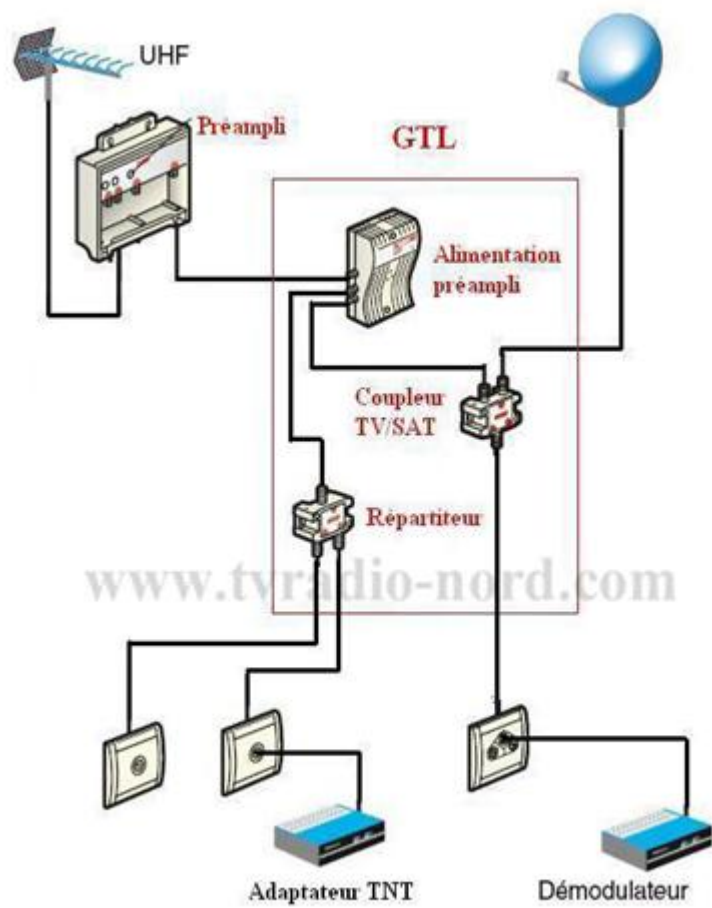 UHF
Préampli
GTL
Alimentation
préampli
Coupleur
TV/SAT
Répartiteur
www.tvradio-nord.com
Adaptateur TNT
Démodulateur